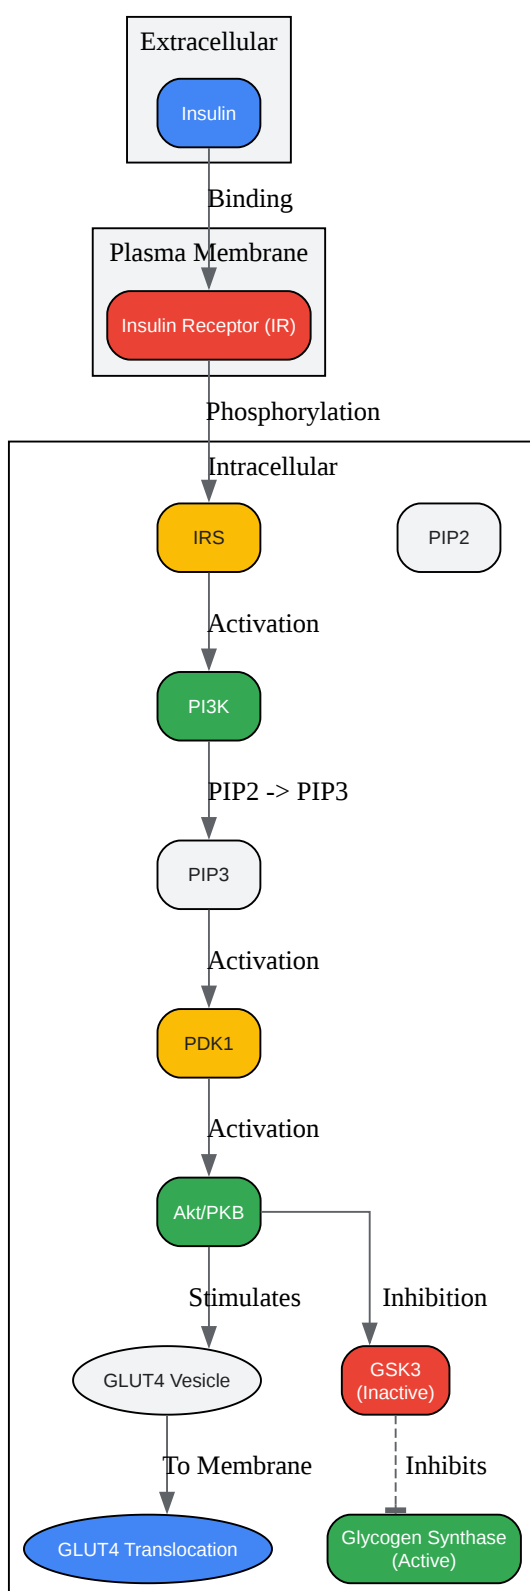 Extracellular
Insulin
Binding
Plasma Membrane
Insulin Receptor (IR)
Phosphorylation
Intracellular
IRS
PIP2
Activation
PI3K
PIP2 -> PIP3
PIP3
Activation
PDK1
Activation
Akt/PKB
Stimulates
Inhibition
GLUT4 Vesicle
GSK3
(Inactive)
To Membrane
Inhibits
GLUT4 Translocation
Glycogen Synthase
(Active)